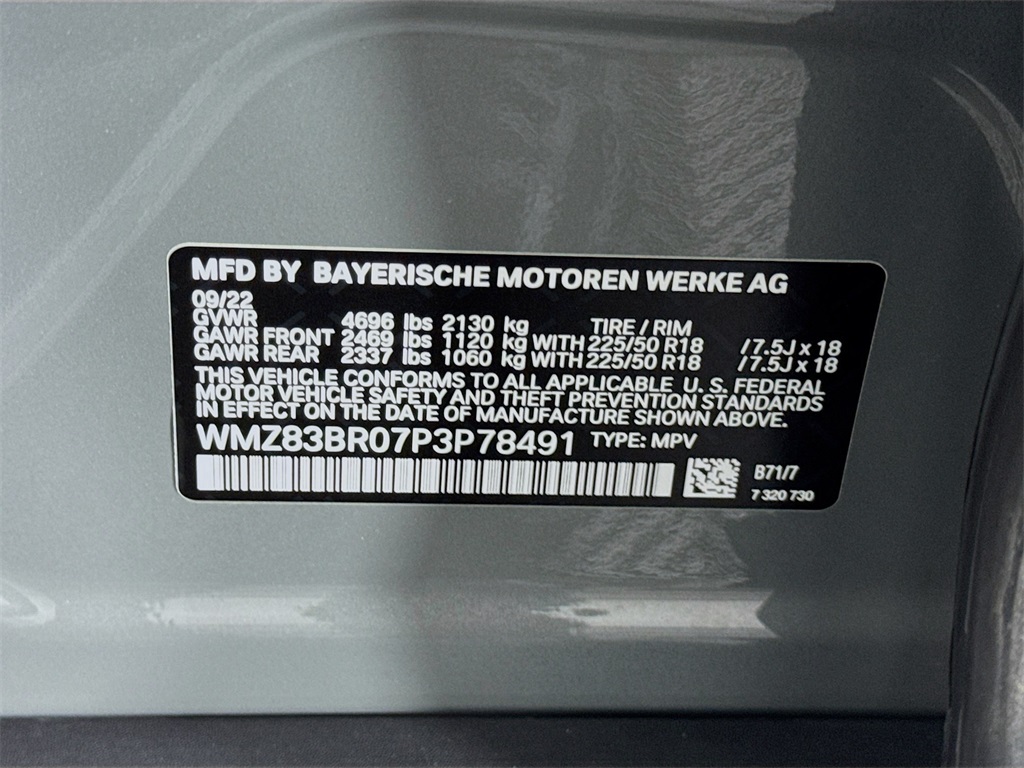 MFD BY BAYERISCHE MOTOREN WERKE AG
09/22
GVWR 4696 lbs 2130 kg TIRE / RIM
GAWR FRONT 2469 lbs 1120 kg WITH 225/50 R18 /7.5J x 18
GAWR REAR 2337 lbs 1060 kg WITH 225/50 R18 /7.5J x 18
THIS VEHICLE CONFORMS TO ALL APPLICABLE U. S. FEDERAL
MOTOR VEHICLE SAFETY AND THEFT PREVENTION STANDARDS
IN EFFECT ON THE DATE OF MANUFACTURE SHOWN ABOVE.
WMZ83BR07P3P78491 TYPE: MPV
B71/7
7 320 730